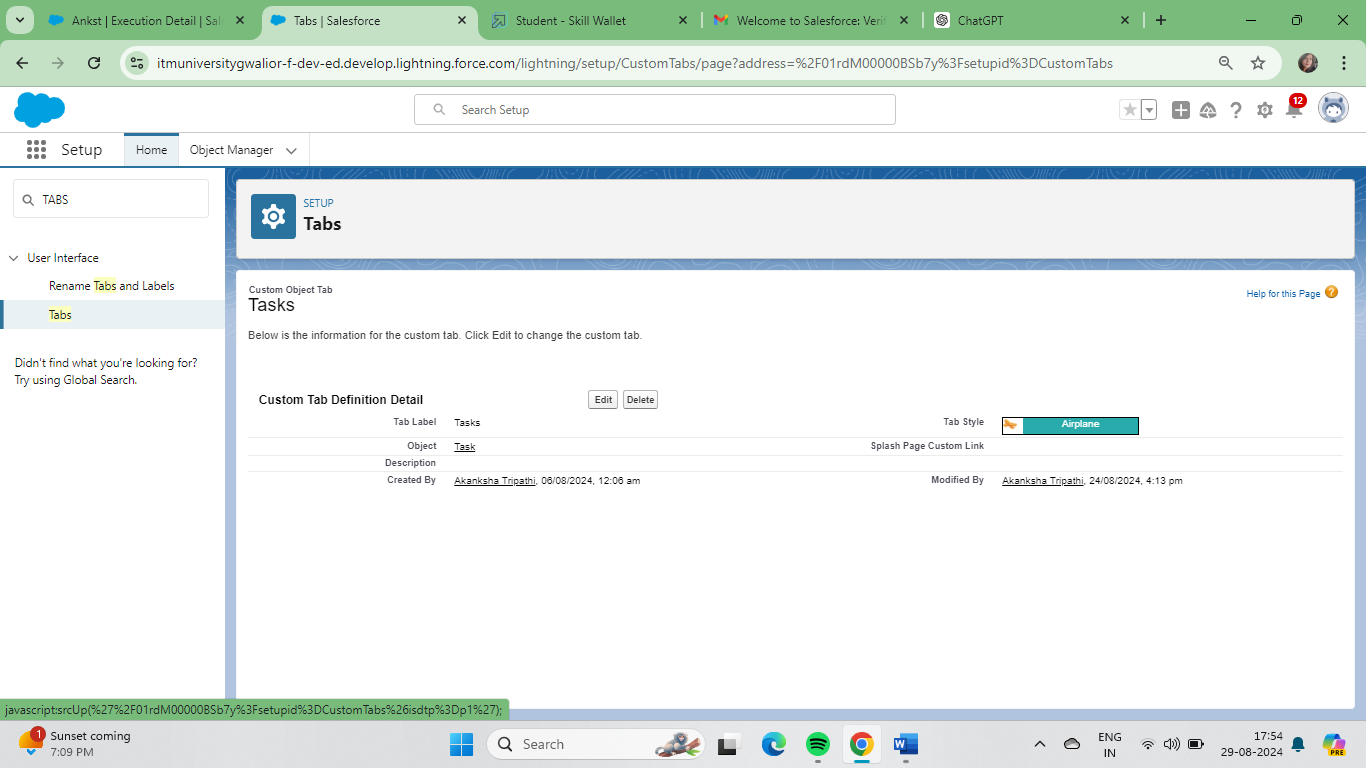 Ankst | Execution Detail | Sal
Tabs | Salesforce
Student - Skill Wallet
Welcome to Salesforce: Verif
ChatGPT
itmuniversitygwalior-f-dev-ed.develop.lightning.force.com/lightning/setup/CustomTabs/page?address=%2F01rdM00000BSb7y%3Fsetupid%3DCustomTabs
Search Setup
12
Setup
Home
Object Manager
TABS
User Interface
Rename Tabs and Labels
Tabs
Didn't find what you're looking for?
Try using Global Search.
SETUP
Tabs
Custom Object Tab
Tasks
Help for this Page
Below is the information for the custom tab. Click Edit to change the custom tab.
Custom Tab Definition Detail
Edit
Delete
Tab Label Tasks
Tab Style Airplane
Object Task
Splash Page Custom Link
Description
Created By Akanksha Tripathi, 06/08/2024, 12:06 am
Modified By Akanksha Tripathi, 24/08/2024, 4:13 pm
javascript:srcUp(%27%2F01rdM00000BSb7y%3Fsetupid%3DCustomTabs%26isdtp%3Dp1%27);
1
Sunset coming
7:09 PM
Search
ENG
IN
17:54
29-08-2024
PRE